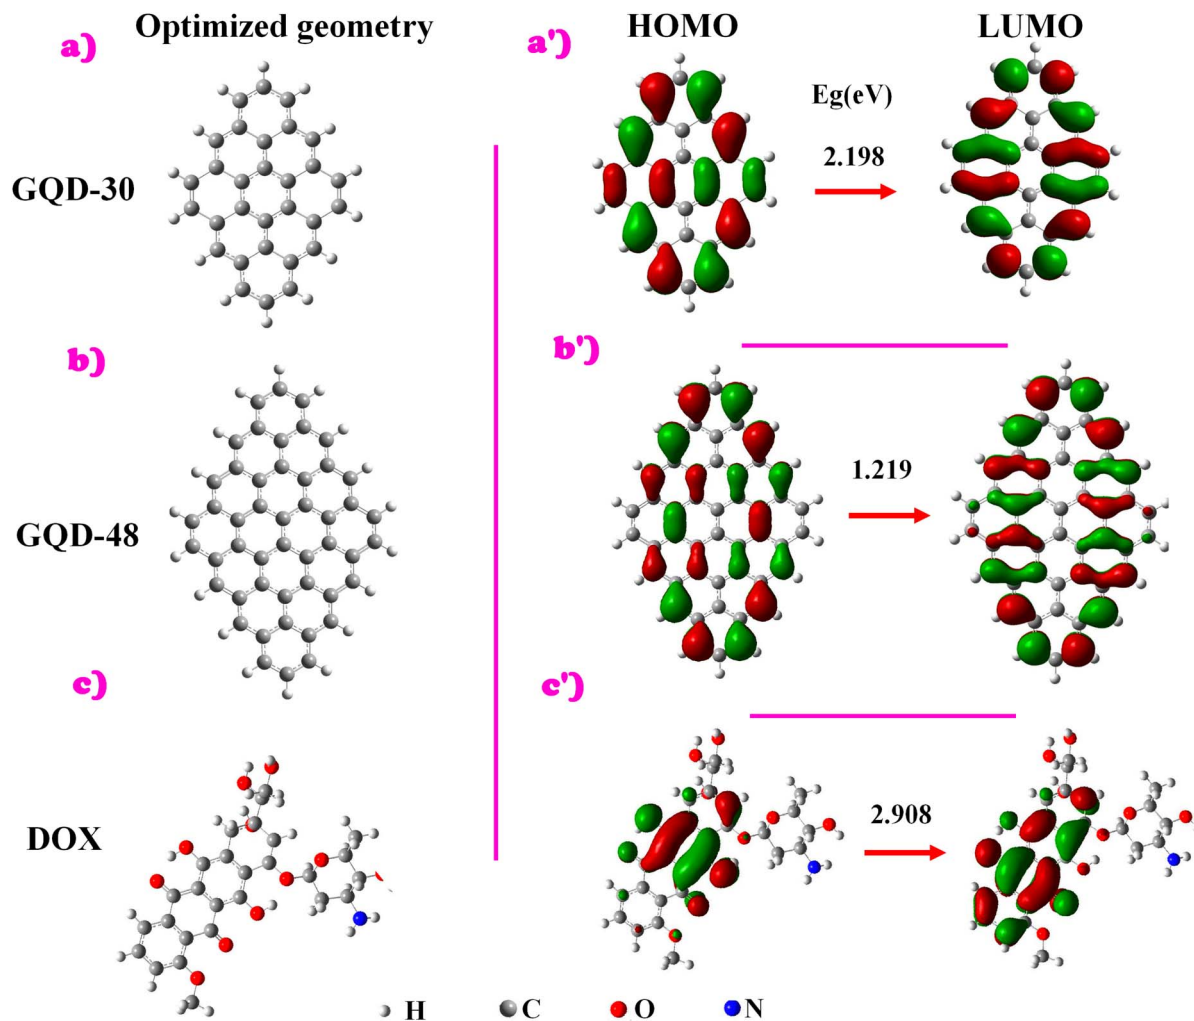 Optimized geometry
HOMO
LUMO
a)
a')
Eg(eV)
2.198
GQD-30
b)
b')
1.219
GQD-48
c)
c')
2.908
DOX
H
C
O
N